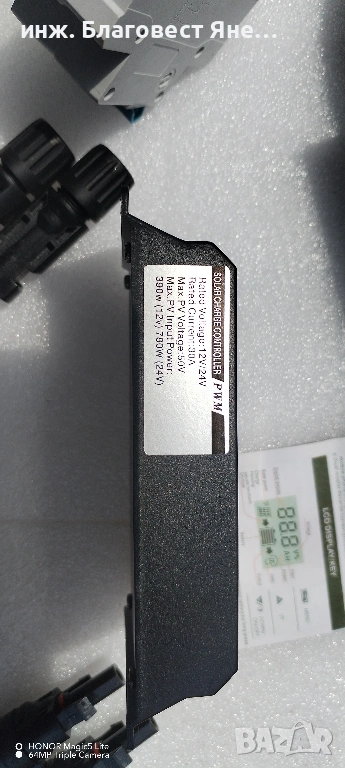 инж. Благовест Яне...
SOLAR CHARGE CONTROLLER PWM
Rated Voltage:12V/24V
Rated Current:30A
Max.PV Voltage:50V
Max.PV Input Power:
390w (12v) 780W (24V)
LCD DISPLAY/KEY
HONOR Magic5 Lite
64MP Triple Camera
BAZAR